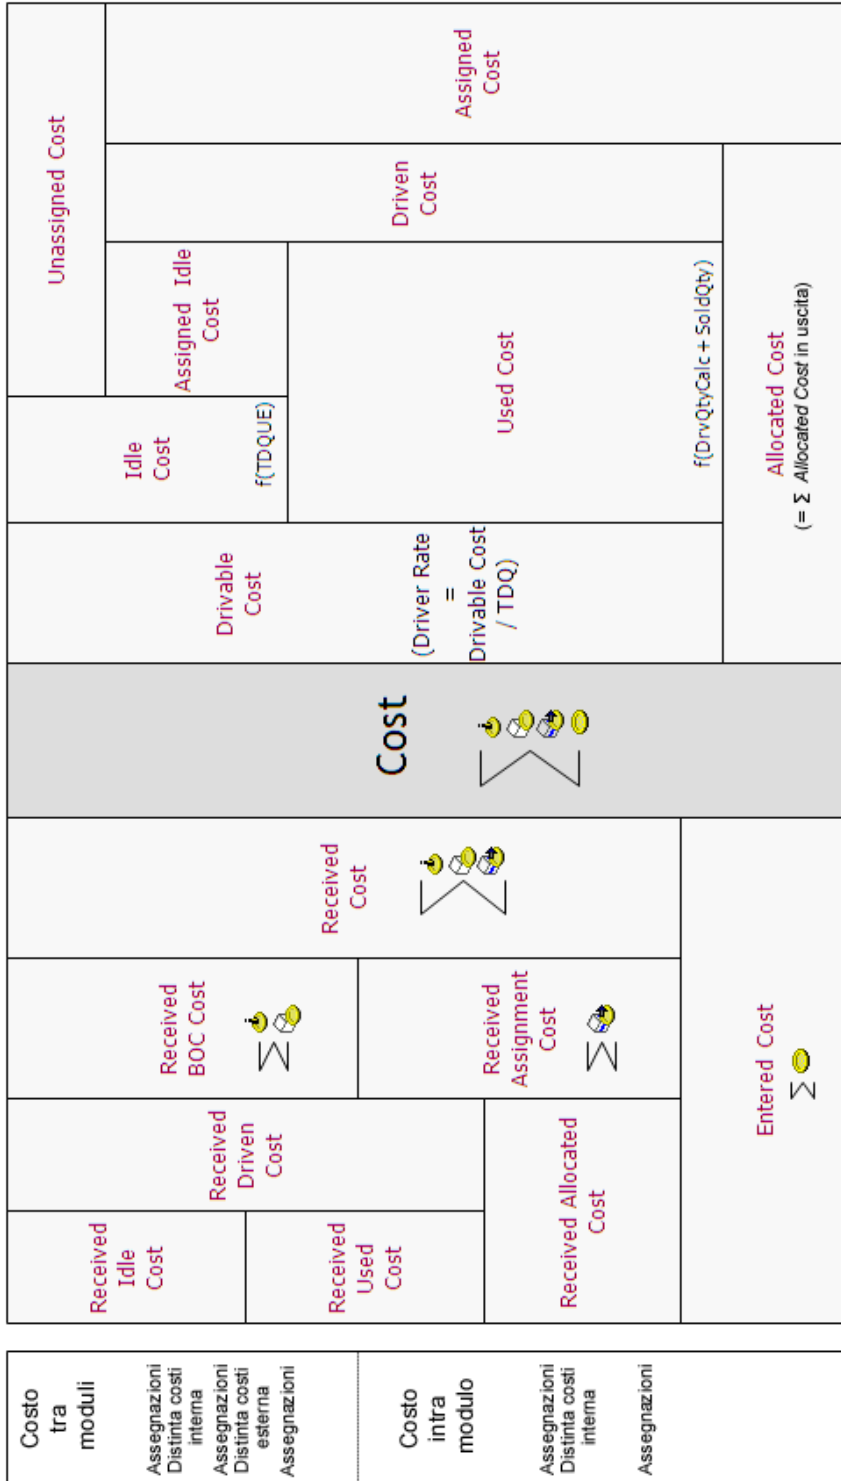 Costo
tra
moduli
Assegnazioni
Distinta costi
interna
Assegnazioni
Distinta costi
esterna
Assegnazioni
Costo
intra
modulo
Assegnazioni
Distinta costi
interna
Assegnazioni
Received
Idle
Cost
Received
Used
Cost
Received
Driven
Cost
Received Allocated
Cost
Received
BOC Cost
Σ
Received
Assignment
Cost
Σ
Entered Cost
Σ
Received
Cost
Σ
Cost
Σ
Drivable
Cost
(Driver Rate
=
Drivable Cost
/ TDQ)
Idle
Cost
f(TDQUE)
Unassigned Cost
Assigned Idle
Cost
Used Cost
f(DrvQtyCalc + SoldQty)
Driven
Cost
Allocated Cost
(= Σ Allocated Cost in uscita)
Assigned
Cost